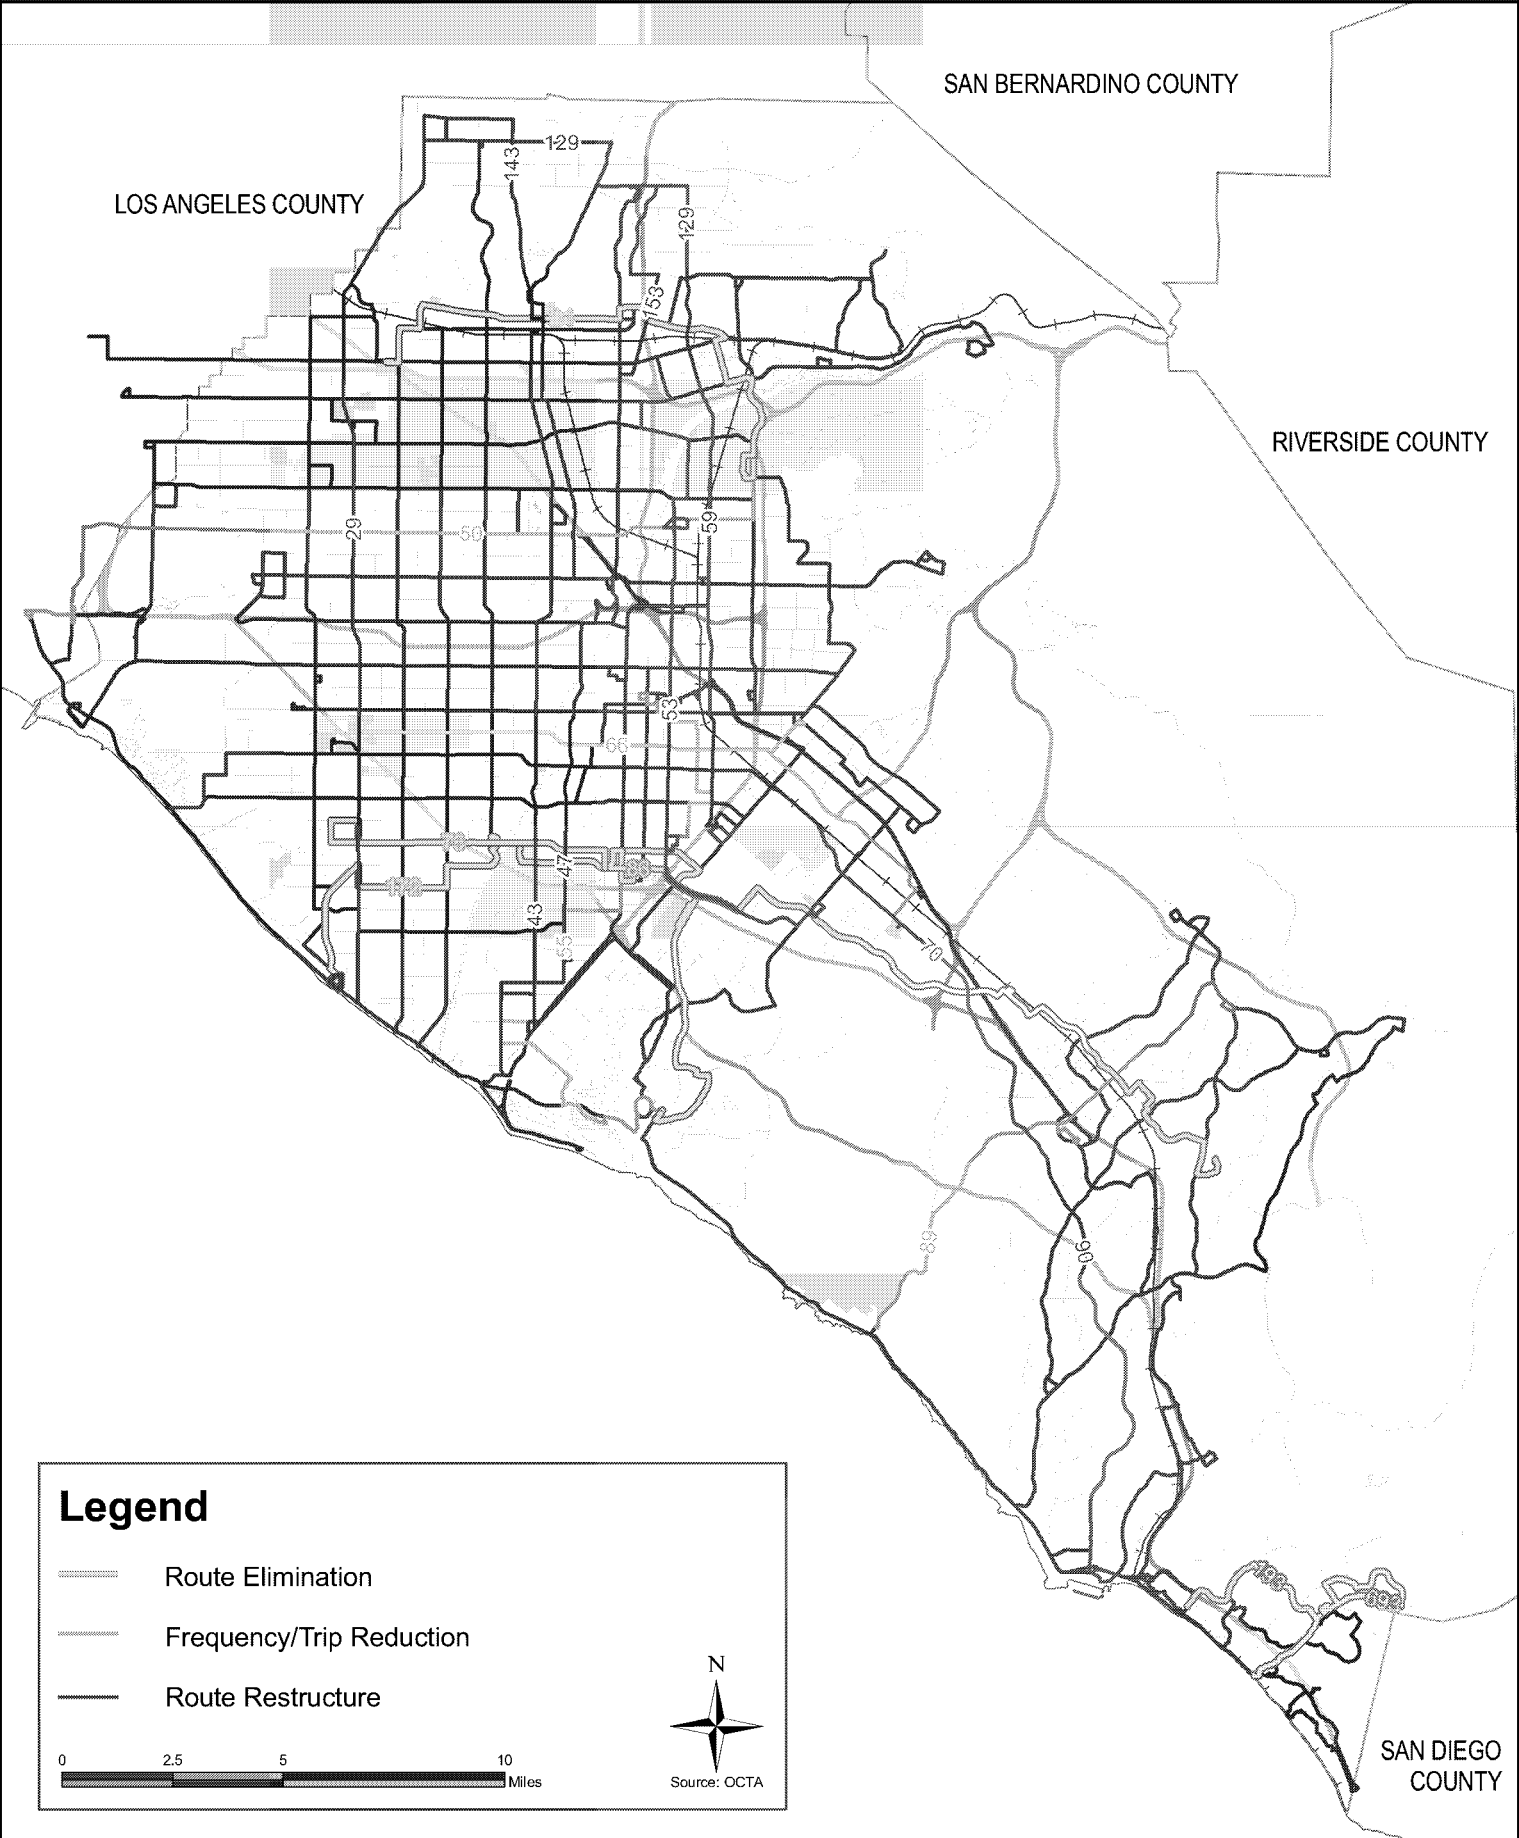 SAN BERNARDINO COUNTY
129
143
LOS ANGELES COUNTY
129
153
RIVERSIDE COUNTY
29
50
59
53
66
47
43
55
70
89
90
Legend
Route Elimination
Frequency/Trip Reduction
Route Restructure
0 2.5 5 10
Miles
N
Source: OCTA
193
SAN DIEGO
COUNTY